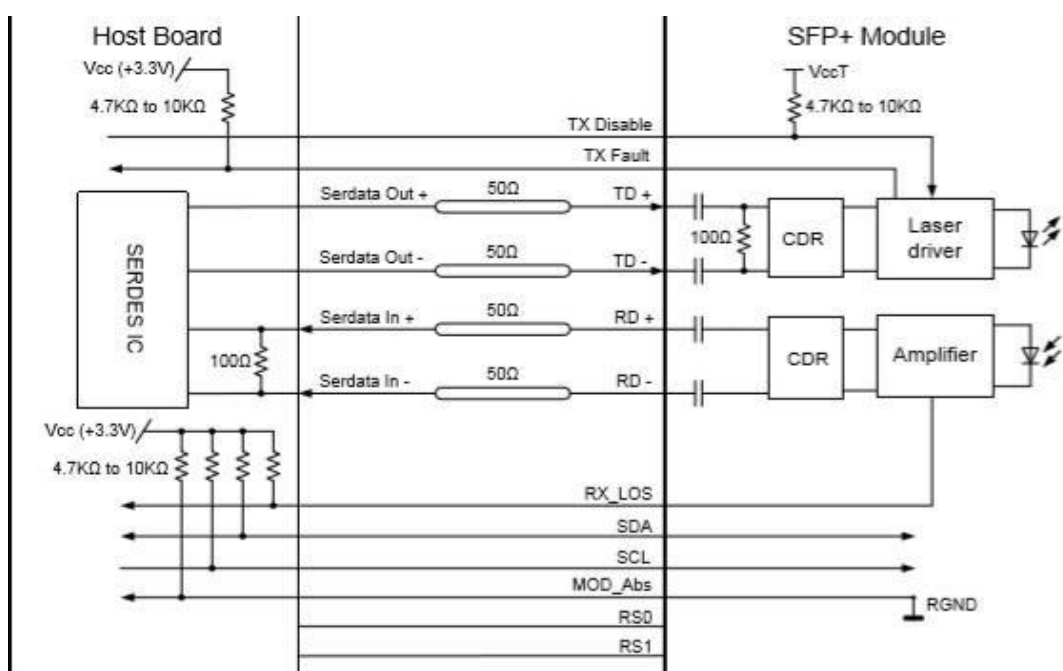 Host Board
SFP+ Module
Vcc (+3.3V)
VccT
4.7KΩ to 10KΩ
4.7KΩ to 10KΩ
TX Disable
TX Fault
Serdata Out +
50Ω
TD +
SERDES IC
100Ω
CDR
Laser
driver
Serdata Out -
50Ω
TD -
Serdata In +
50Ω
RD +
100Ω
CDR
Amplifier
Serdata In -
50Ω
RD -
Vcc (+3.3V)
4.7KΩ to 10KΩ
RX_LOS
SDA
SCL
MOD_Abs
RGND
RS0
RS1